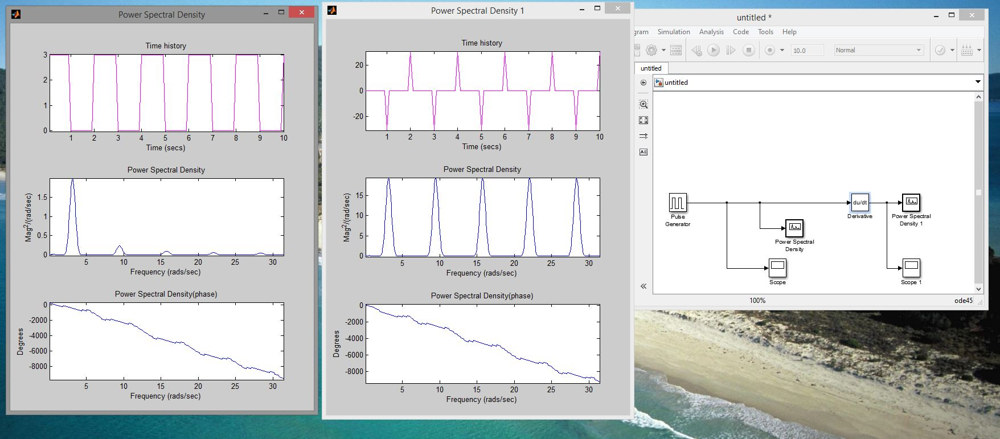 Power Spectral Density
Time history
3
2
1
0
1 2 3 4 5 6 7 8 9 10
Time (secs)
Power Spectral Density
Mag²/(rad/sec)
1.5
1
0.5
0
5 10 15 20 25 30
Frequency (rads/sec)
Power Spectral Density(phase)
Degrees
0
-2000
-4000
-6000
-8000
5 10 15 20 25 30
Frequency (rads/sec)
Power Spectral Density 1
Time history
20
0
-20
1 2 3 4 5 6 7 8 9 10
Time (secs)
Power Spectral Density
Mag²/(rad/sec)
15
10
5
0
5 10 15 20 25 30
Frequency (rads/sec)
Power Spectral Density(phase)
Degrees
0
-2000
-4000
-6000
-8000
5 10 15 20 25 30
Frequency (rads/sec)
untitled *
gram Simulation Analysis Code Tools Help
10.0 Normal
untitled
untitled
Pulse
Generator
du/dt
Derivative
Power Spectral
Density 1
Power Spectral
Density
Scope
Scope 1
100% ode45